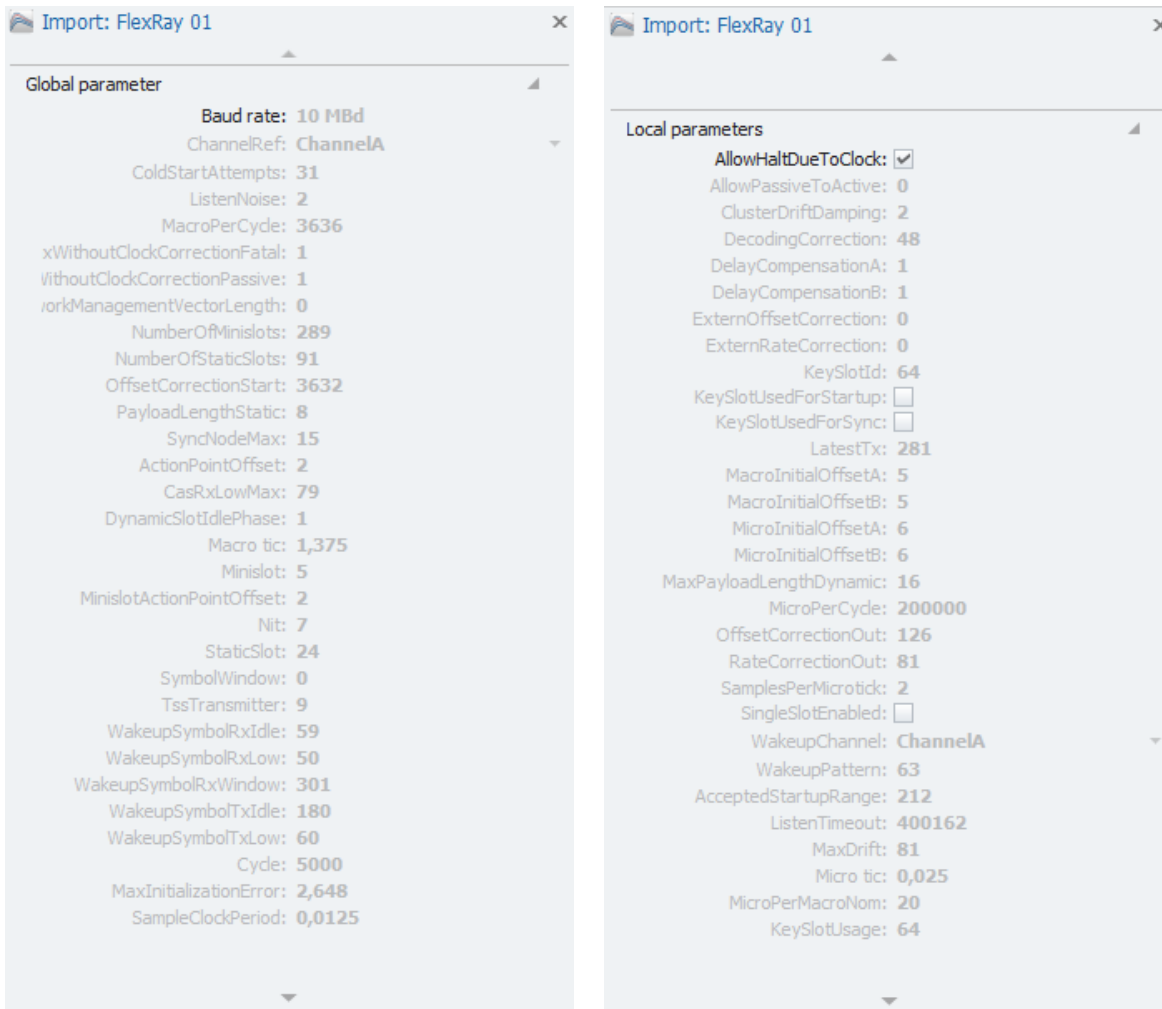 Import: FlexRay 01
Global parameter
Baud rate: 10 MBd
ChannelRef: ChannelA
ColdStartAttempts: 31
ListenNoise: 2
MacroPerCycle: 3636
xWithoutClockCorrectionFatal: 1
WithoutClockCorrectionPassive: 1
vorkManagementVectorLength: 0
NumberOfMinislots: 289
NumberOfStaticSlots: 91
OffsetCorrectionStart: 3632
PayloadLengthStatic: 8
SyncNodeMax: 15
ActionPointOffset: 2
CasRxLowMax: 79
DynamicSlotIdlePhase: 1
Macro tic: 1,375
Minislot: 5
MinislotActionPointOffset: 2
Nit: 7
StaticSlot: 24
SymbolWindow: 0
TssTransmitter: 9
WakeupSymbolRxIdle: 59
WakeupSymbolRxLow: 50
WakeupSymbolRxWindow: 301
WakeupSymbolTxIdle: 180
WakeupSymbolTxLow: 60
Cycle: 5000
MaxInitializationError: 2,648
SampleClockPeriod: 0,0125
Import: FlexRay 01
Local parameters
AllowHaltDueToClock:
AllowPassiveToActive: 0
ClusterDriftDamping: 2
DecodingCorrection: 48
DelayCompensationA: 1
DelayCompensationB: 1
ExternOffsetCorrection: 0
ExternRateCorrection: 0
KeySlotId: 64
KeySlotUsedForStartup:
KeySlotUsedForSync:
LatestTx: 281
MacroInitialOffsetA: 5
MacroInitialOffsetB: 5
MicroInitialOffsetA: 6
MicroInitialOffsetB: 6
MaxPayloadLengthDynamic: 16
MicroPerCycle: 200000
OffsetCorrectionOut: 126
RateCorrectionOut: 81
SamplesPerMicrotick: 2
SingleSlotEnabled:
WakeupChannel: ChannelA
WakeupPattern: 63
AcceptedStartupRange: 212
ListenTimeout: 400162
MaxDrift: 81
Micro tic: 0,025
MicroPerMacroNom: 20
KeySlotUsage: 64